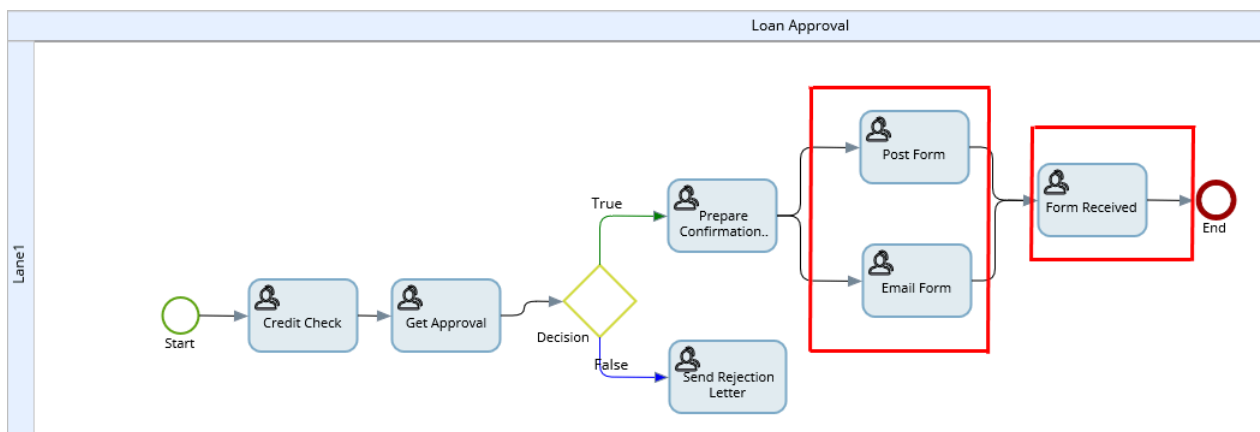 Loan Approval
Lane1
Start
Credit Check
Get Approval
Decision
True
False
Prepare
Confirmation..
Send Rejection
Letter
Post Form
Email Form
Form Received
End